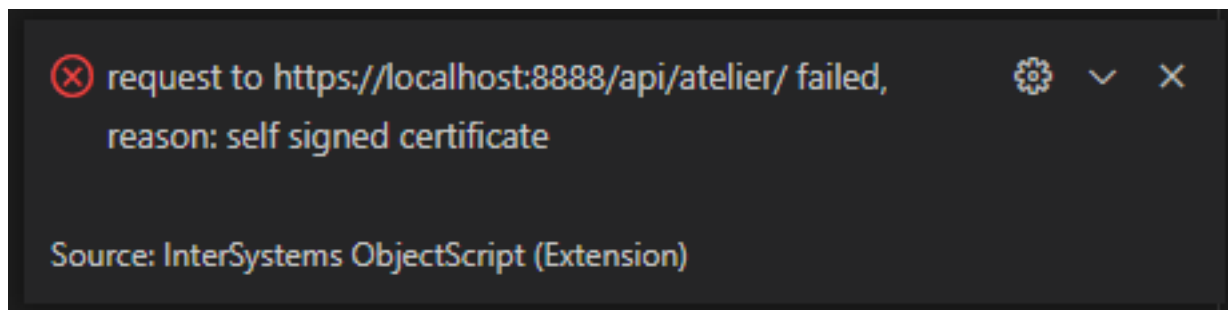 request to https://localhost:8888/api/atelier/ failed,
reason: self signed certificate
Source: InterSystems ObjectScript (Extension)